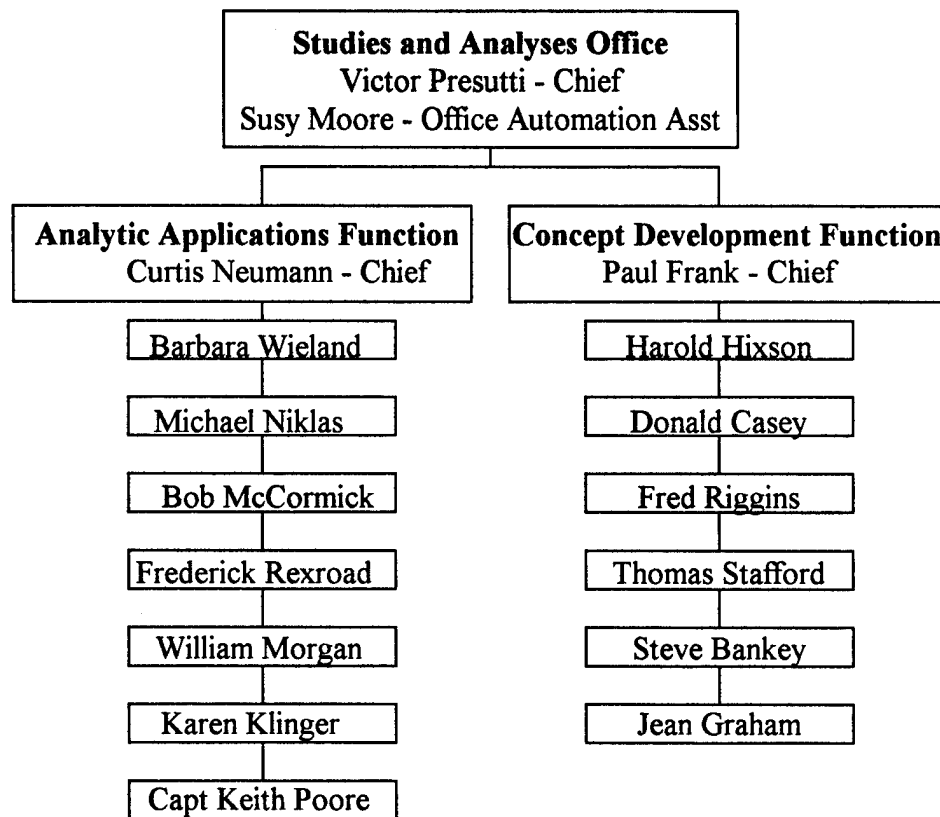 Studies and Analyses Office
Victor Presutti - Chief
Susy Moore - Office Automation Asst
Analytic Applications Function
Curtis Neumann - Chief
Barbara Wieland
Michael Niklas
Bob McCormick
Frederick Rexroad
William Morgan
Karen Klinger
Capt Keith Poore
Concept Development Function
Paul Frank - Chief
Harold Hixson
Donald Casey
Fred Riggins
Thomas Stafford
Steve Bankey
Jean Graham